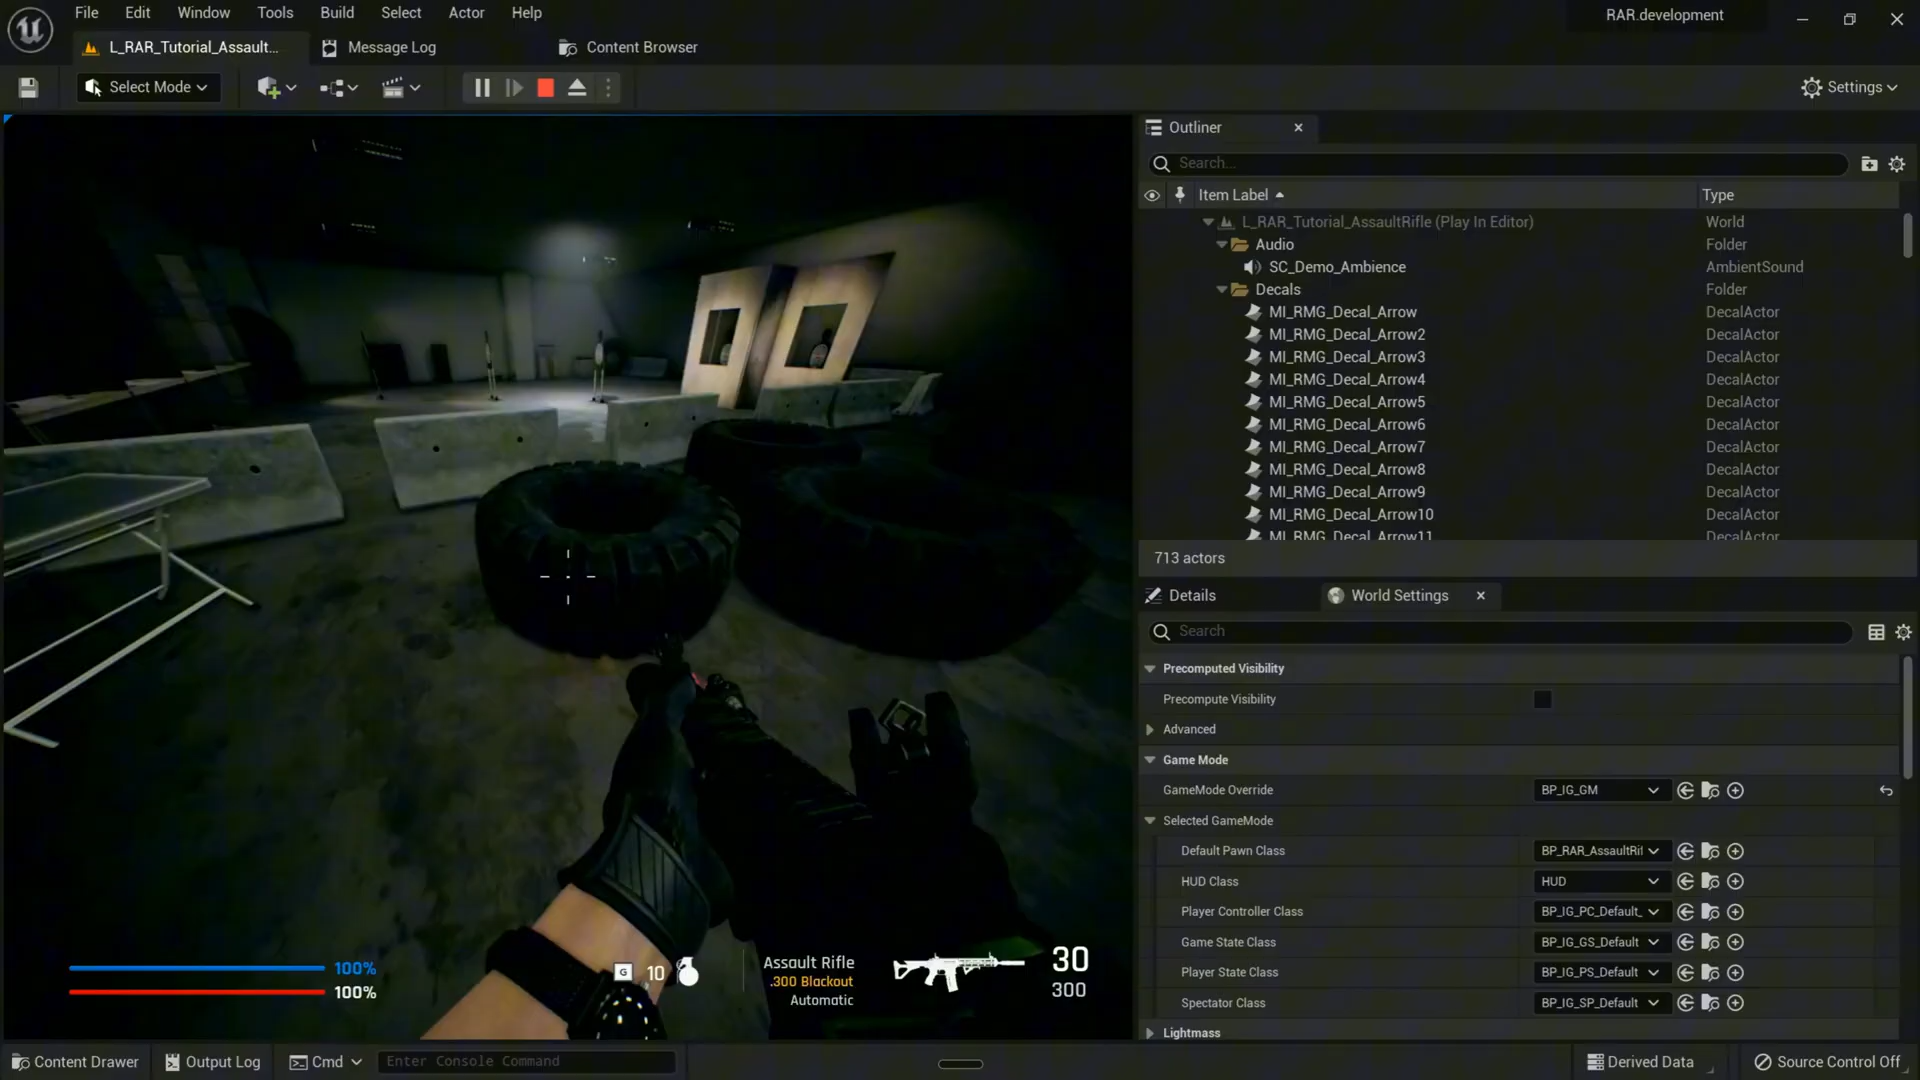 File Edit Window Tools Build Select Actor Help
RAR.development
L_RAR_Tutorial_Assault...
Message Log
Content Browser
Select Mode
Settings
Outliner
Search...
Item Label
Type
L_RAR_Tutorial_AssaultRifle (Play In Editor) World
Audio Folder
SC_Demo_Ambience AmbientSound
Decals Folder
MI_RMG_Decal_Arrow DecalActor
MI_RMG_Decal_Arrow2 DecalActor
MI_RMG_Decal_Arrow3 DecalActor
MI_RMG_Decal_Arrow4 DecalActor
MI_RMG_Decal_Arrow5 DecalActor
MI_RMG_Decal_Arrow6 DecalActor
MI_RMG_Decal_Arrow7 DecalActor
MI_RMG_Decal_Arrow8 DecalActor
MI_RMG_Decal_Arrow9 DecalActor
MI_RMG_Decal_Arrow10 DecalActor
MI_RMG_Decal_Arrow11 DecalActor
713 actors
Details
World Settings
Search
Precomputed Visibility
Precompute Visibility
Advanced
Game Mode
GameMode Override BP_IG_GM
Selected GameMode
Default Pawn Class BP_RAR_AssaultRif
HUD Class HUD
Player Controller Class BP_IG_PC_Default_
Game State Class BP_IG_GS_Default
Player State Class BP_IG_PS_Default
Spectator Class BP_IG_SP_Default
Lightmass
100%
100%
G 10
Assault Rifle
.300 Blackout
Automatic
30
300
Content Drawer
Output Log
Cmd
Enter Console Command
Derived Data
Source Control Off